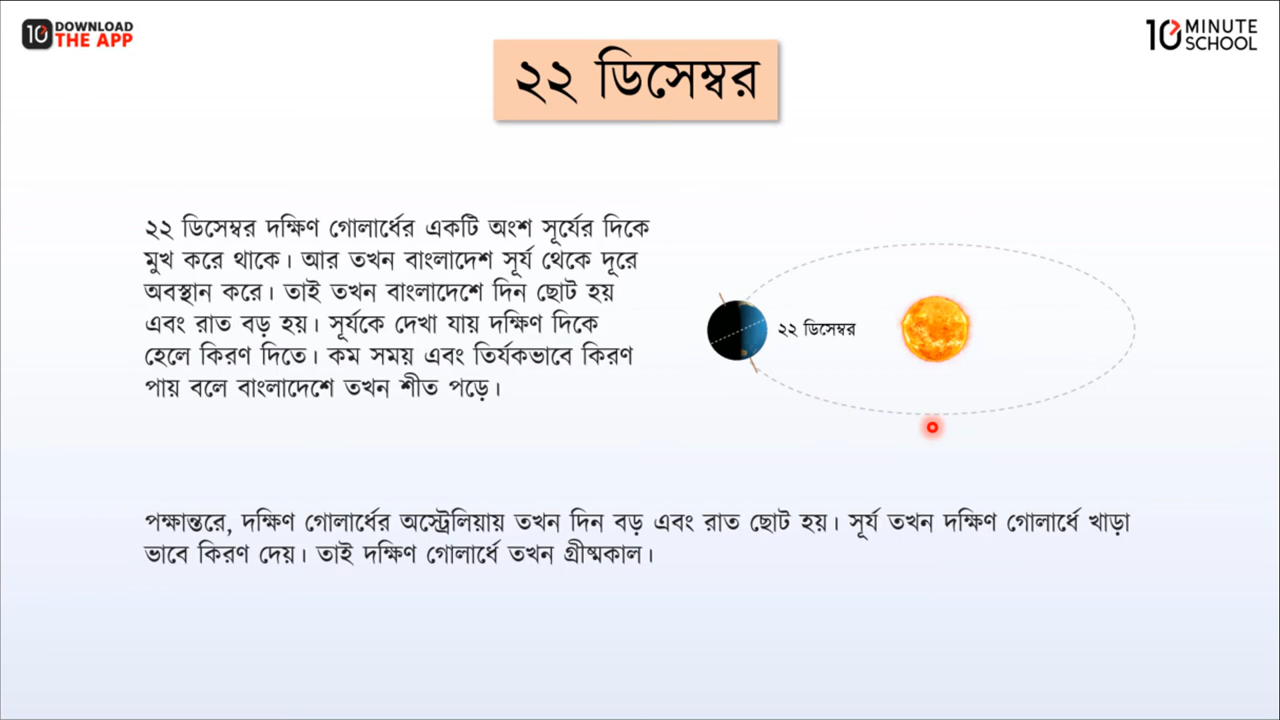 DOWNLOAD
THE APP
10 MINUTE
SCHOOL
২২ ডিসেম্বর
২২ ডিসেম্বর দক্ষিণ গোলার্ধের একটি অংশ সূর্যের দিকে
মুখ করে থাকে। আর তখন বাংলাদেশ সূর্য থেকে দূরে
অবস্থান করে। তাই তখন বাংলাদেশে দিন ছোট হয়
এবং রাত বড় হয়। সূর্যকে দেখা যায় দক্ষিণ দিকে
হেলে কিরণ দিতে। কম সময় এবং তির্যকভাবে কিরণ
পায় বলে বাংলাদেশে তখন শীত পড়ে।
২২ ডিসেম্বর
পক্ষান্তরে, দক্ষিণ গোলার্ধের অস্ট্রেলিয়ায় তখন দিন বড় এবং রাত ছোট হয়। সূর্য তখন দক্ষিণ গোলার্ধে খাড়া
ভাবে কিরণ দেয়। তাই দক্ষিণ গোলার্ধে তখন গ্রীষ্মকাল।